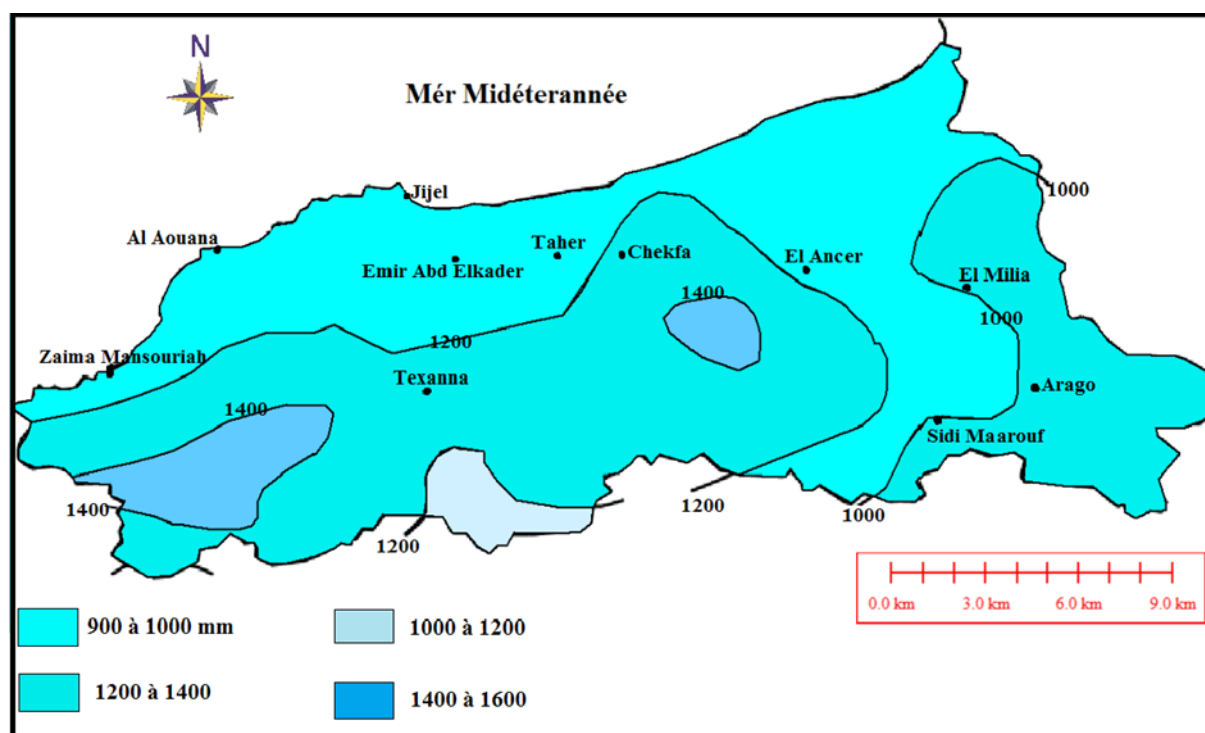 N
Mér Midéterannée
Jijel
1000
Al Aouana
Taher
Chekfa
El Ancer
Emir Abd Elkader
El Milia
1400
1000
1200
Zaima Mansouriah
Texanna
Arago
1400
Sidi Maarouf
1400
1200
1000
1200
0.0 km 3.0 km 6.0 km 9.0 km
900 à 1000 mm
1000 à 1200
1200 à 1400
1400 à 1600